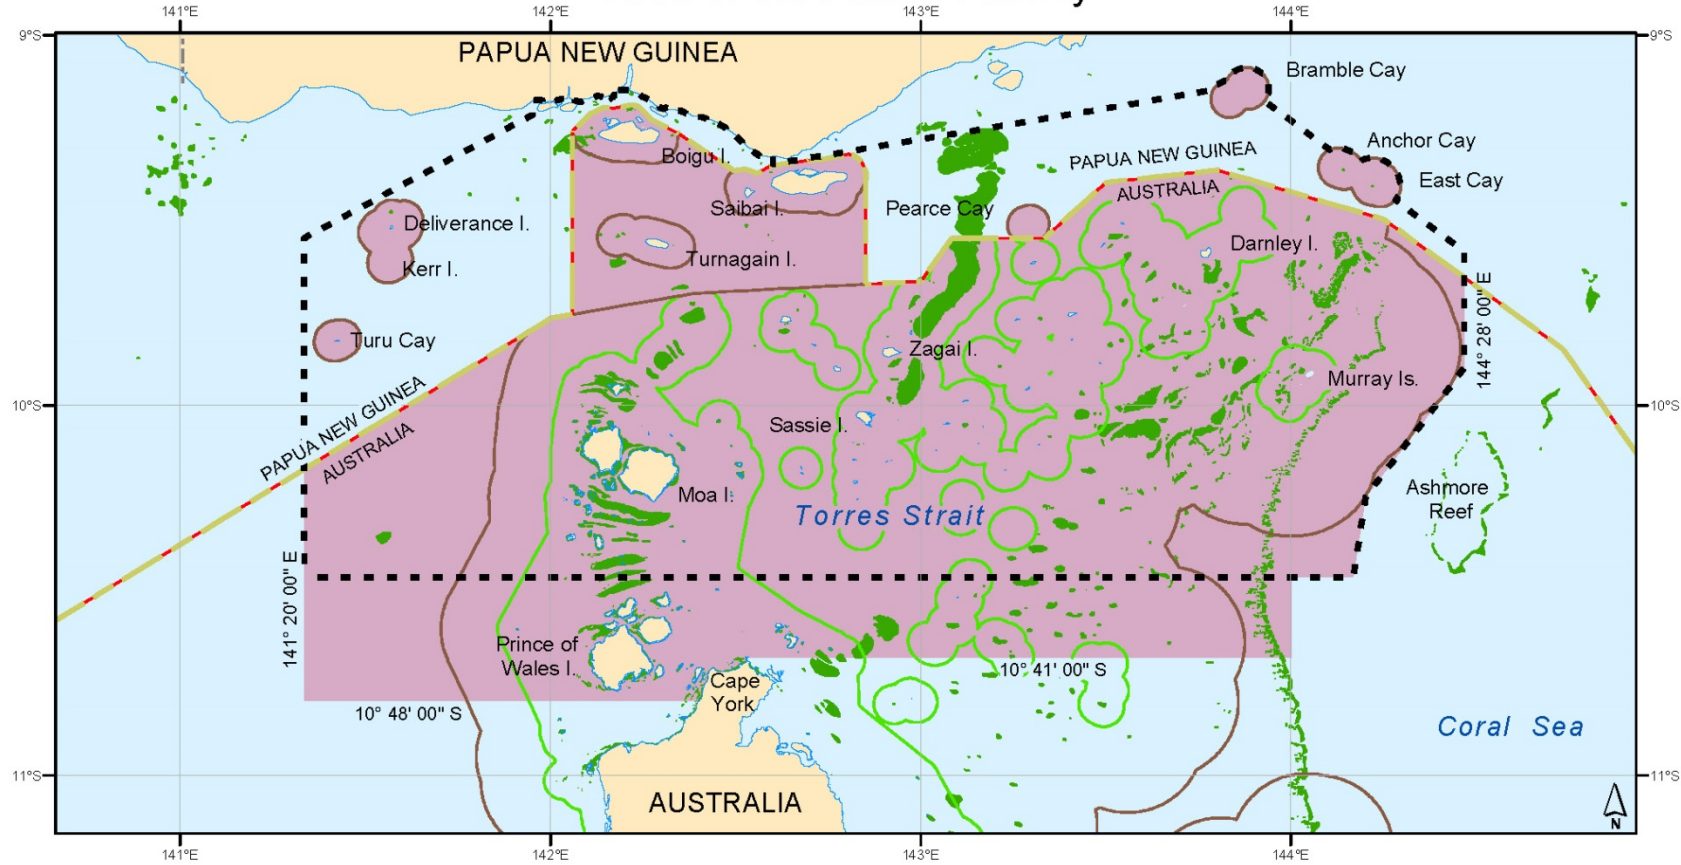 141°E
142°E
143°E
144°E
9°S
9°S
PAPUA NEW GUINEA
Bramble Cay
Anchor Cay
PAPUA NEW GUINEA
Boigu I.
East Cay
AUSTRALIA
Saibai I.
Pearce Cay
Deliverance I.
Darnley I.
Turnagain I.
Kerr I.
144° 28' 00" E
Turu Cay
Zagai I.
Murray Is.
PAPUA NEW GUINEA
10°S
10°S
AUSTRALIA
Sassie I.
Moa I.
Ashmore
Reef
Torres Strait
141° 20' 00" E
Prince of
Wales I.
10° 41' 00" S
Cape
York
10° 48' 00" S
Coral Sea
11°S
11°S
AUSTRALIA
N
141°E
142°E
143°E
144°E